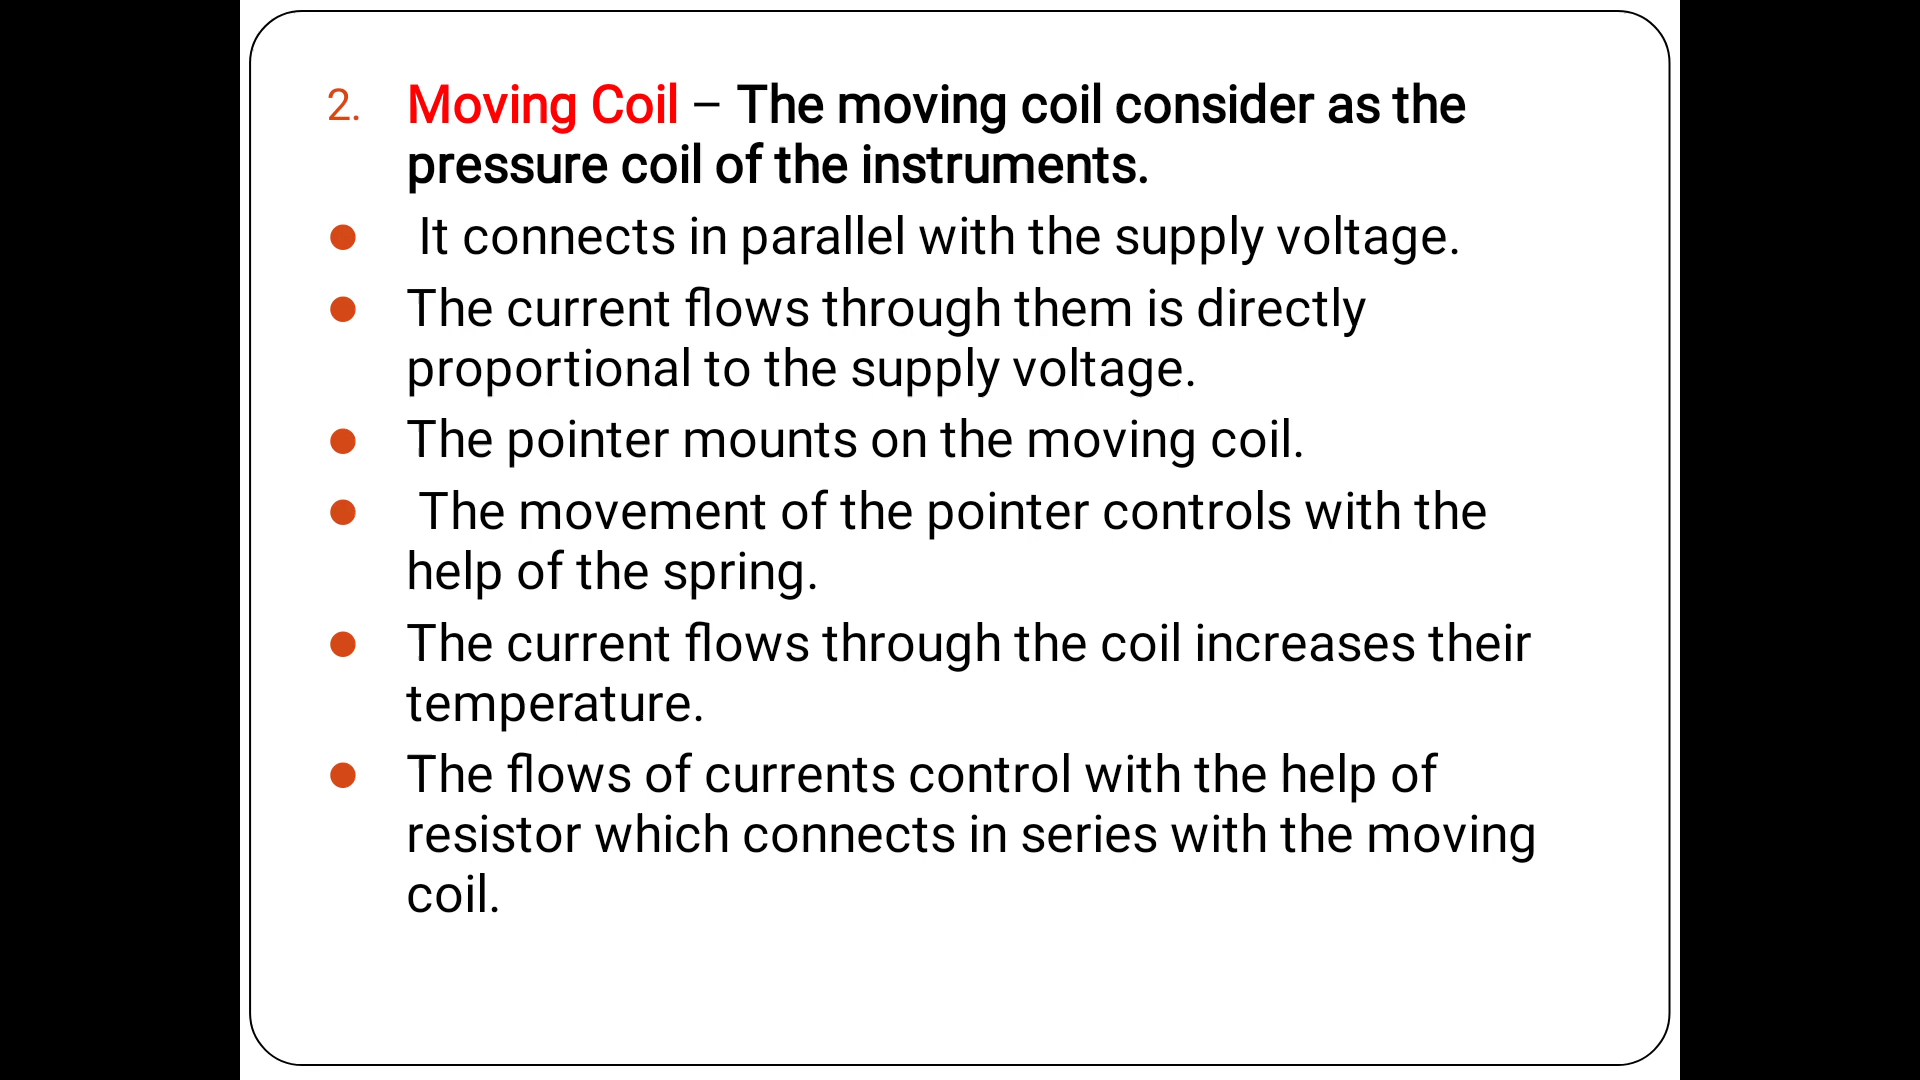 2. Moving Coil – The moving coil consider as the
pressure coil of the instruments.
● It connects in parallel with the supply voltage.
● The current flows through them is directly
proportional to the supply voltage.
● The pointer mounts on the moving coil.
● The movement of the pointer controls with the
help of the spring.
● The current flows through the coil increases their
temperature.
● The flows of currents control with the help of
resistor which connects in series with the moving
coil.